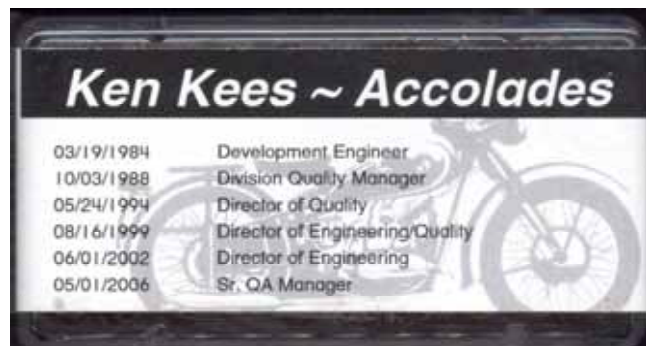 Ken Kees ~ Accolades
03/19/1984 Development Engineer
10/03/1988 Division Quality Manager
05/24/1994 Director of Quality
08/16/1999 Director of Engineering/Quality
06/01/2002 Director of Engineering
05/01/2006 Sr. QA Manager